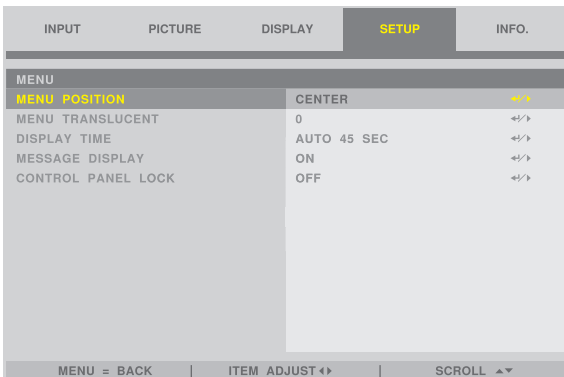 INPUT PICTURE DISPLAY SETUP INFO.
MENU
MENU POSITION CENTER
MENU TRANSLUCENT 0
DISPLAY TIME AUTO 45 SEC
MESSAGE DISPLAY ON
CONTROL PANEL LOCK OFF
MENU = BACK | ITEM ADJUST | SCROLL